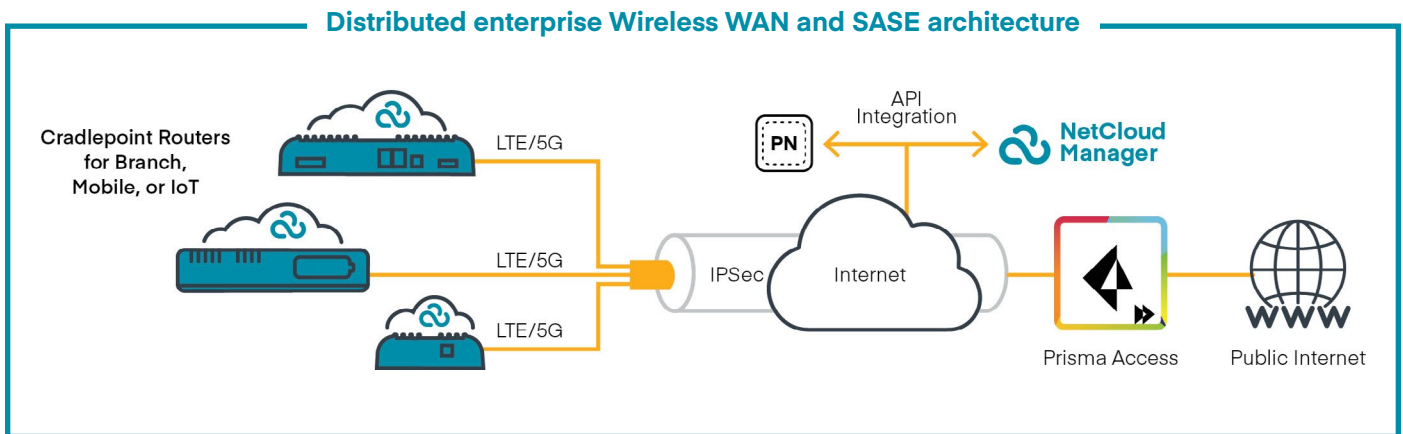 Distributed enterprise Wireless WAN and SASE architecture
Cradlepoint Routers
for Branch,
Mobile, or IoT
LTE/5G
LTE/5G
LTE/5G
IPSec
Internet
PN
API
Integration
NetCloud
Manager
Prisma Access
WWW
Public Internet